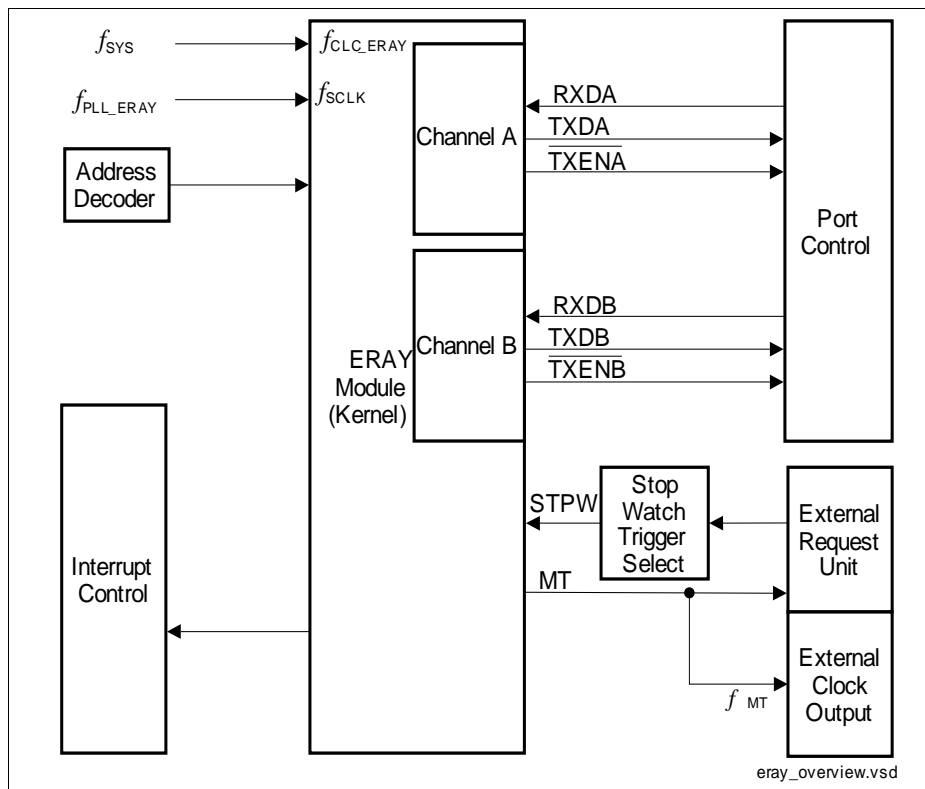 fSYS
fCLC_ERAY
fPLL_ERAY
fSCLK
Address
Decoder
Channel A
RXDA
TXDA
TXENA
Port
Control
Channel B
RXDB
TXDB
TXENB
ERAY
Module
(Kernel)
Interrupt
Control
STPW
Stop
Watch
Trigger
Select
External
Request
Unit
MT
External
Clock
Output
f MT
eray_overview.vsd